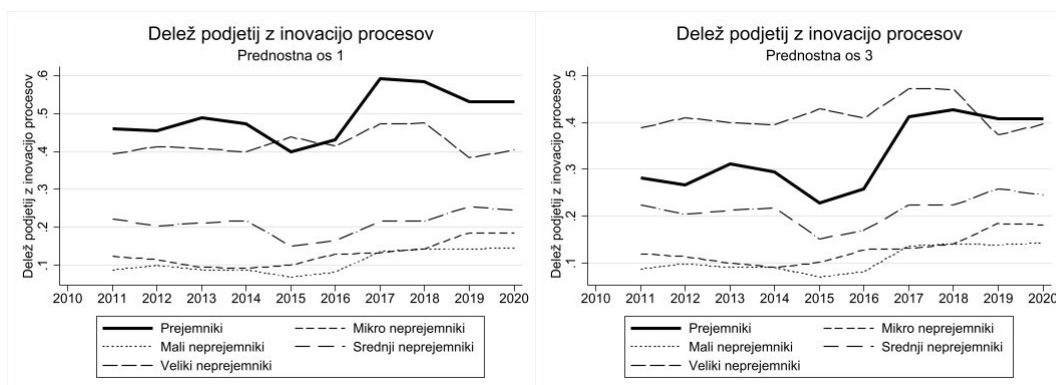 Delež podjetij z inovacijo procesov
Prednostna os 1
Delež podjetij z inovacijo procesov
.6
.5
.4
.3
.2
.1
2010 2011 2012 2013 2014 2015 2016 2017 2018 2019 2020
Prejemniki Mikro neprejemniki
Mali neprejemniki Srednji neprejemniki
Veliki neprejemniki
Delež podjetij z inovacijo procesov
Prednostna os 3
Delež podjetij z inovacijo procesov
.5
.4
.3
.2
.1
2010 2011 2012 2013 2014 2015 2016 2017 2018 2019 2020
Prejemniki Mikro neprejemniki
Mali neprejemniki Srednji neprejemniki
Veliki neprejemniki